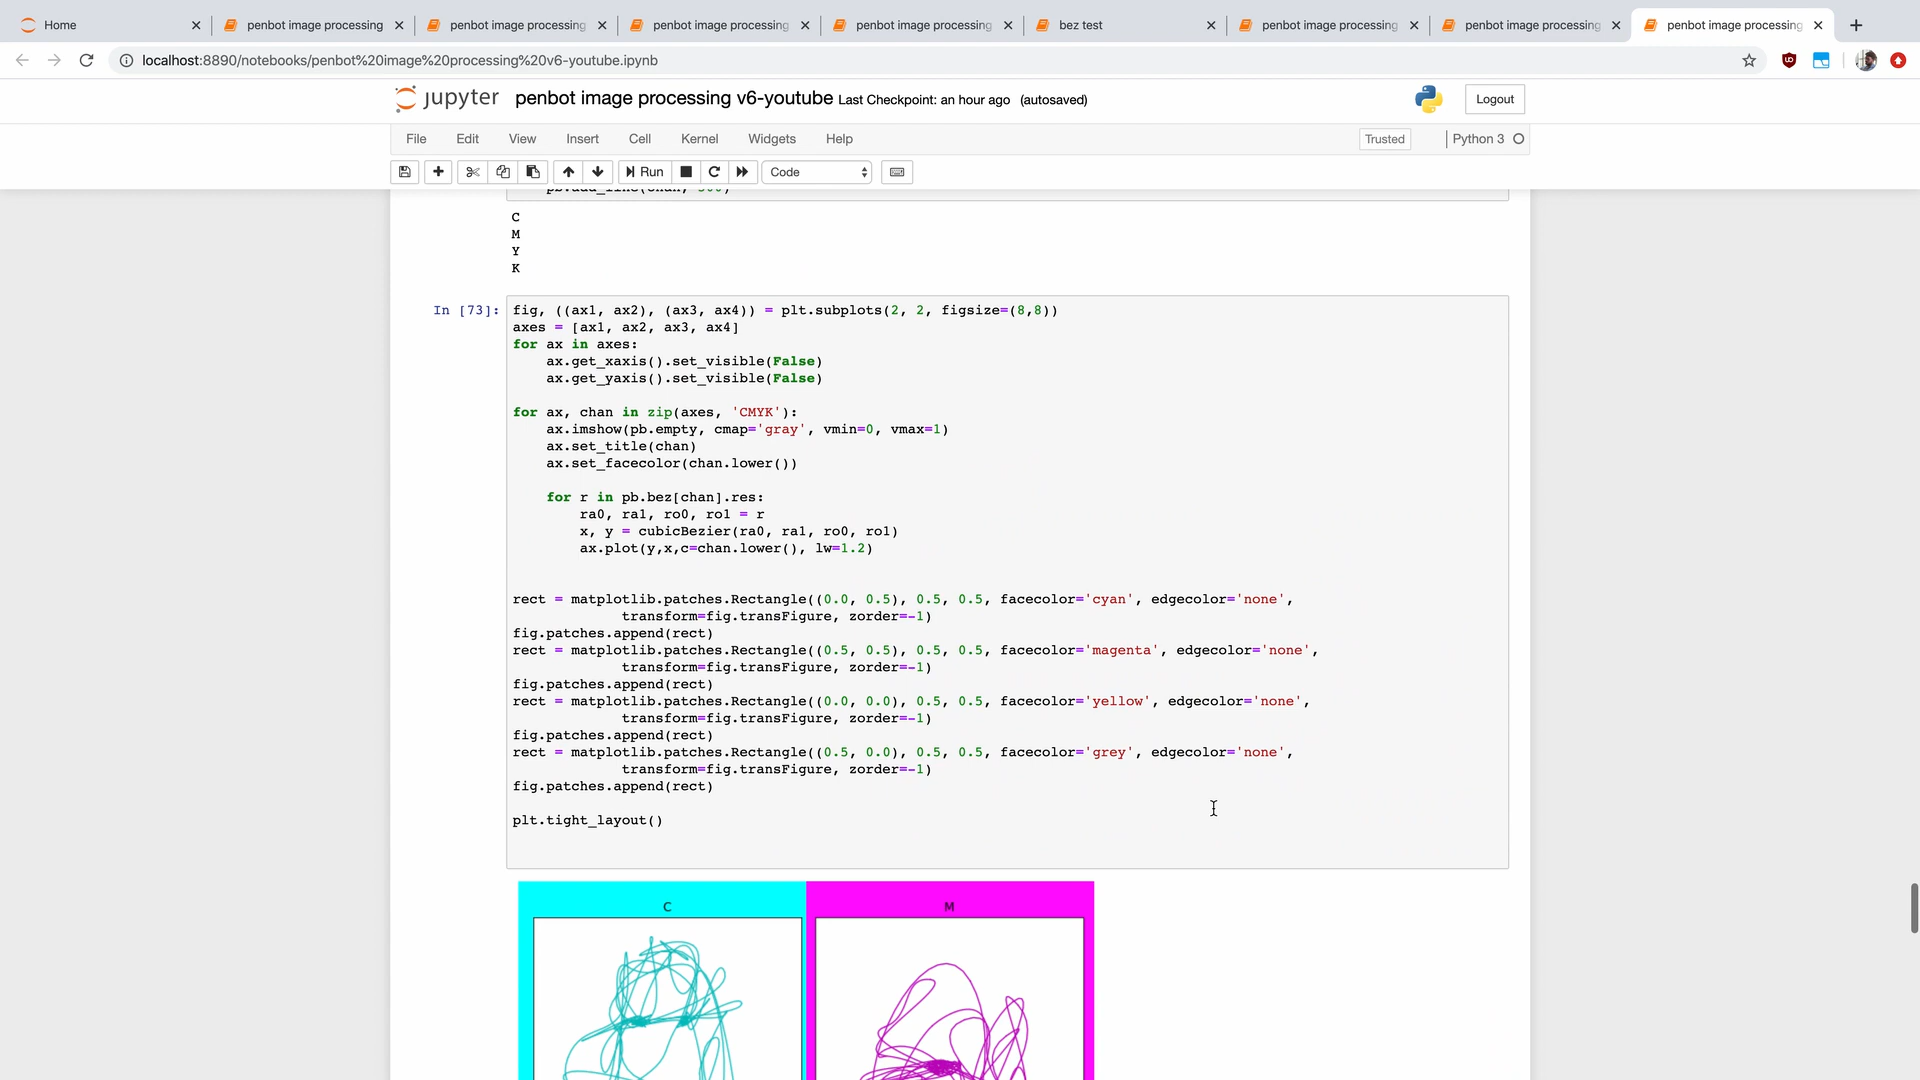 Home
penbot image processing
penbot image processing
penbot image processing
penbot image processing
bez test
penbot image processing
penbot image processing
penbot image processing
localhost:8890/notebooks/penbot%20image%20processing%20v6-youtube.ipynb
jupyter penbot image processing v6-youtube Last Checkpoint: an hour ago (autosaved)
Logout
File Edit View Insert Cell Kernel Widgets Help
Trusted
Python 3
Run
Code
C
M
Y
K
In [73]:
fig, ((ax1, ax2), (ax3, ax4)) = plt.subplots(2, 2, figsize=(8,8))
axes = [ax1, ax2, ax3, ax4]
for ax in axes:
    ax.get_xaxis().set_visible(False)
    ax.get_yaxis().set_visible(False)
for ax, chan in zip(axes, 'CMYK'):
    ax.imshow(pb.empty, cmap='gray', vmin=0, vmax=1)
    ax.set_title(chan)
    ax.set_facecolor(chan.lower())
    for r in pb.bez[chan].res:
        ra0, ra1, ro0, ro1 = r
        x, y = cubicBezier(ra0, ra1, ro0, ro1)
        ax.plot(y,x,c=chan.lower(), lw=1.2)
rect = matplotlib.patches.Rectangle((0.0, 0.5), 0.5, 0.5, facecolor='cyan', edgecolor='none',
             transform=fig.transFigure, zorder=-1)
fig.patches.append(rect)
rect = matplotlib.patches.Rectangle((0.5, 0.5), 0.5, 0.5, facecolor='magenta', edgecolor='none',
             transform=fig.transFigure, zorder=-1)
fig.patches.append(rect)
rect = matplotlib.patches.Rectangle((0.0, 0.0), 0.5, 0.5, facecolor='yellow', edgecolor='none',
             transform=fig.transFigure, zorder=-1)
fig.patches.append(rect)
rect = matplotlib.patches.Rectangle((0.5, 0.0), 0.5, 0.5, facecolor='grey', edgecolor='none',
             transform=fig.transFigure, zorder=-1)
fig.patches.append(rect)
plt.tight_layout()
C
M